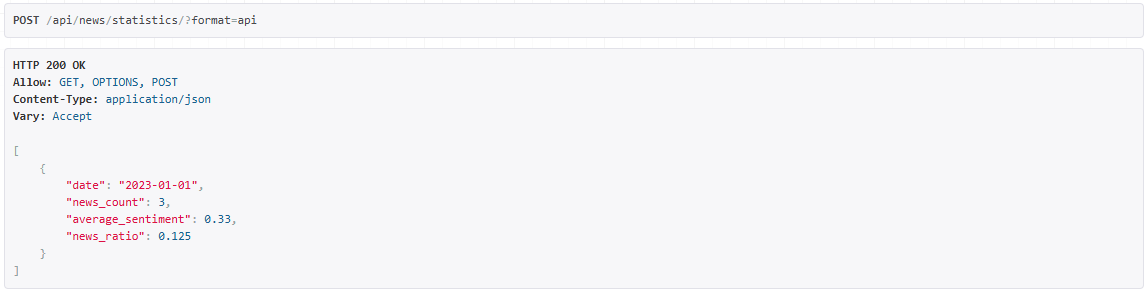 POST /api/news/statistics/?format=api
HTTP 200 OK
Allow: GET, OPTIONS, POST
Content-Type: application/json
Vary: Accept
[
    {
        "date": "2023-01-01",
        "news_count": 3,
        "average_sentiment": 0.33,
        "news_ratio": 0.125
    }
]